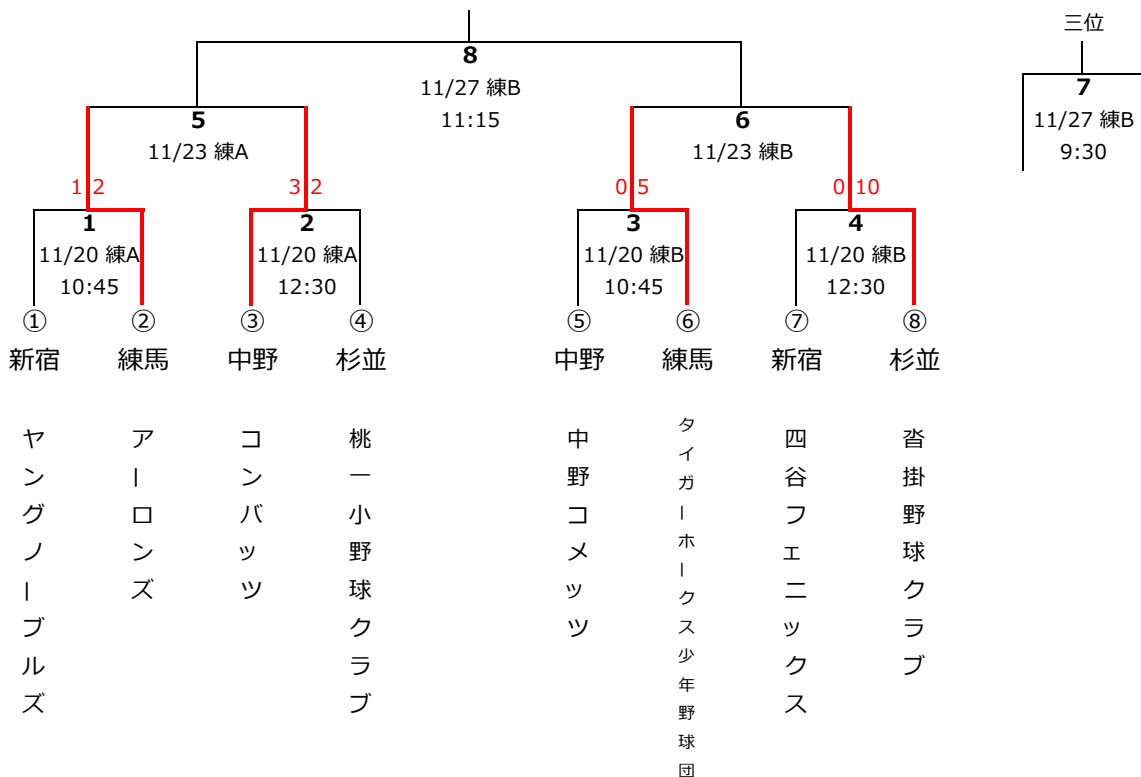 三位
8
11/27 練B
11:15
7
11/27 練B
9:30
5
11/23 練A
6
11/23 練B
1 2
3 2
0 5
0 10
1
11/20 練A
10:45
2
11/20 練A
12:30
3
11/20 練B
10:45
4
11/20 練B
12:30
① ② ③ ④ ⑤ ⑥ ⑦ ⑧
新宿 練馬 中野 杉並 中野 練馬 新宿 杉並
ヤングノーブルズ
アーロンズ
コンバッツ
桃一小野球クラブ
中野コメッツ
タイガーホークス少年野球団
四谷フェニックス
沓掛野球クラブ